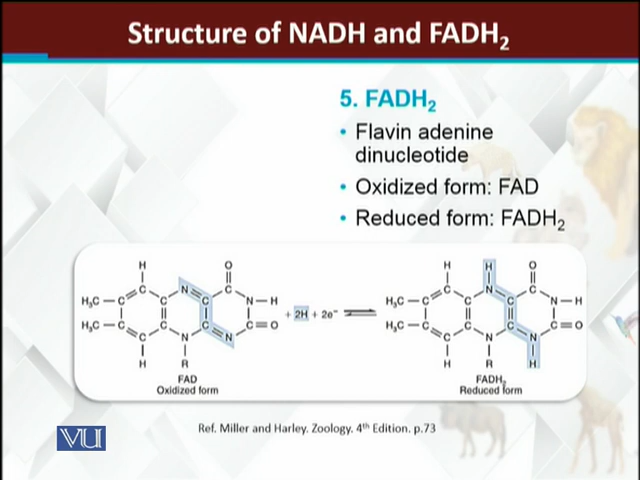 Structure of NADH and FADH₂
5. FADH₂
• Flavin adenine
dinucleotide
• Oxidized form: FAD
• Reduced form: FADH₂
H O H H O
H₃C C C N C C N H + 2H + 2e⁻ H₃C C C N C C N H
H₃C C C N C N C O H₃C C C N C N C O
H R H R H
FAD
Oxidized form
FADH₂
Reduced form
VU
Ref. Miller and Harley. Zoology. 4th Edition. p.73